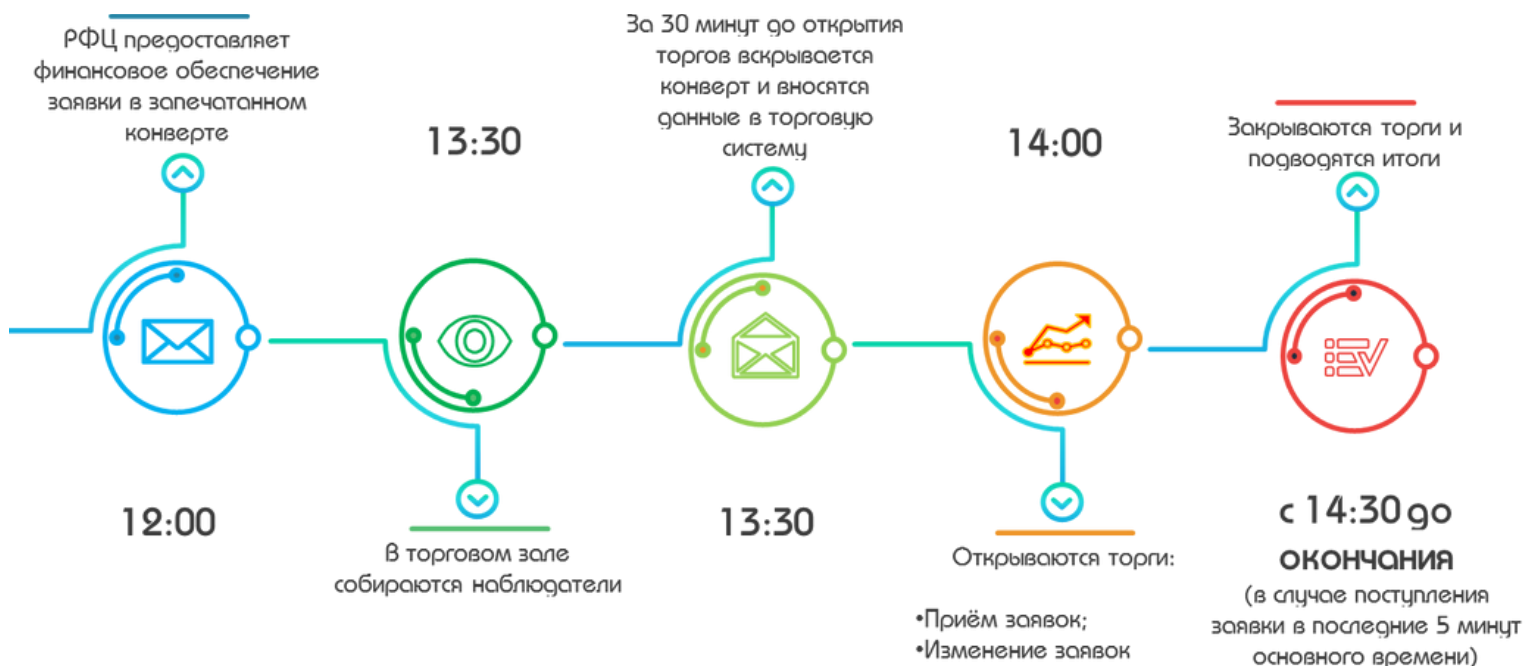 РФЦ предоставляет
финансовое обеспечение
заявки в запечатанном
конверте
12:00
13:30
В торговом зале
собираются наблюдатели
За 30 минут до открытия
торгов вскрывается
конверт и вносятся
данные в торговую
систему
13:30
14:00
Открываются торги:
•Приём заявок;
•Изменение заявок
Закрываются торги и
подводятся итоги
с 14:30 до
окончания
(в случае поступления
заявки в последние 5 минут
основного времени)